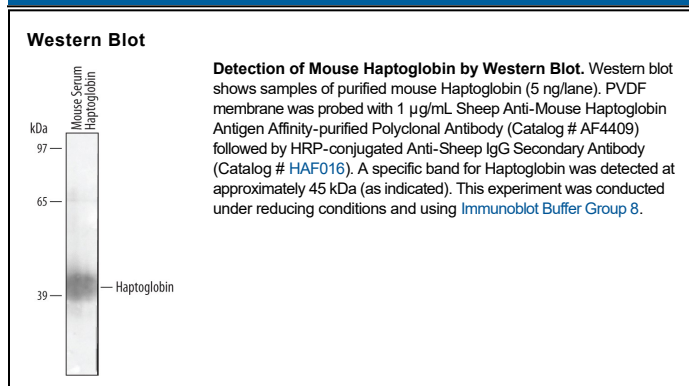 Western Blot
Mouse Serum
Haptoglobin
kDa
97
65
39
Haptoglobin
Detection of Mouse Haptoglobin by Western Blot. Western blot
shows samples of purified mouse Haptoglobin (5 ng/lane). PVDF
membrane was probed with 1 µg/mL Sheep Anti-Mouse Haptoglobin
Antigen Affinity-purified Polyclonal Antibody (Catalog # AF4409)
followed by HRP-conjugated Anti-Sheep IgG Secondary Antibody
(Catalog # HAF016). A specific band for Haptoglobin was detected at
approximately 45 kDa (as indicated). This experiment was conducted
under reducing conditions and using Immunoblot Buffer Group 8.